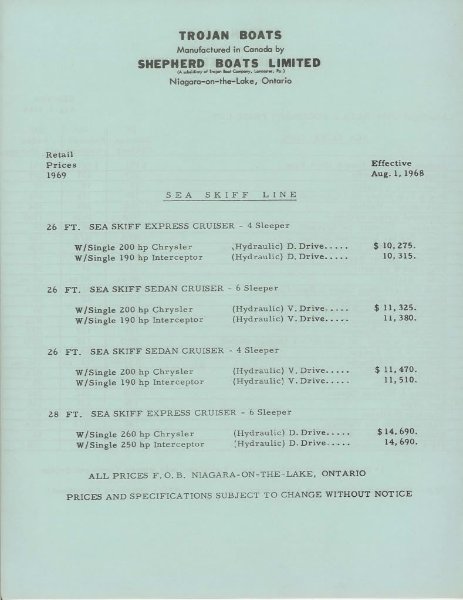 TROJAN BOATS
Manufactured in Canada by
SHEPHERD BOATS LIMITED
(A subsidiary of Trojan Boat Company, Lancaster, Pa.)
Niagara-on-the-Lake, Ontario
Retail
Prices
1969
Effective
Aug. 1, 1968
SEA SKIFF LINE
26 FT. SEA SKIFF EXPRESS CRUISER - 4 Sleeper
W/Single 200 hp Chrysler (Hydraulic) D. Drive..... $ 10,275.
W/Single 190 hp Interceptor (Hydraulic) D. Drive..... 10,315.
26 FT. SEA SKIFF SEDAN CRUISER - 6 Sleeper
W/Single 200 hp Chrysler (Hydraulic) V. Drive..... $ 11,325.
W/Single 190 hp Interceptor (Hydraulic) V. Drive..... 11,380.
26 FT. SEA SKIFF SEDAN CRUISER - 4 Sleeper
W/Single 200 hp Chrysler (Hydraulic) V. Drive..... $ 11,470.
W/Single 190 hp Interceptor (Hydraulic) V. Drive..... 11,510.
28 FT. SEA SKIFF EXPRESS CRUISER - 6 Sleeper
W/Single 260 hp Chrysler (Hydraulic) D. Drive..... $14,690.
W/Single 250 hp Interceptor (Hydraulic) D. Drive..... 14,690.
ALL PRICES F.O.B. NIAGARA-ON-THE-LAKE, ONTARIO
PRICES AND SPECIFICATIONS SUBJECT TO CHANGE WITHOUT NOTICE